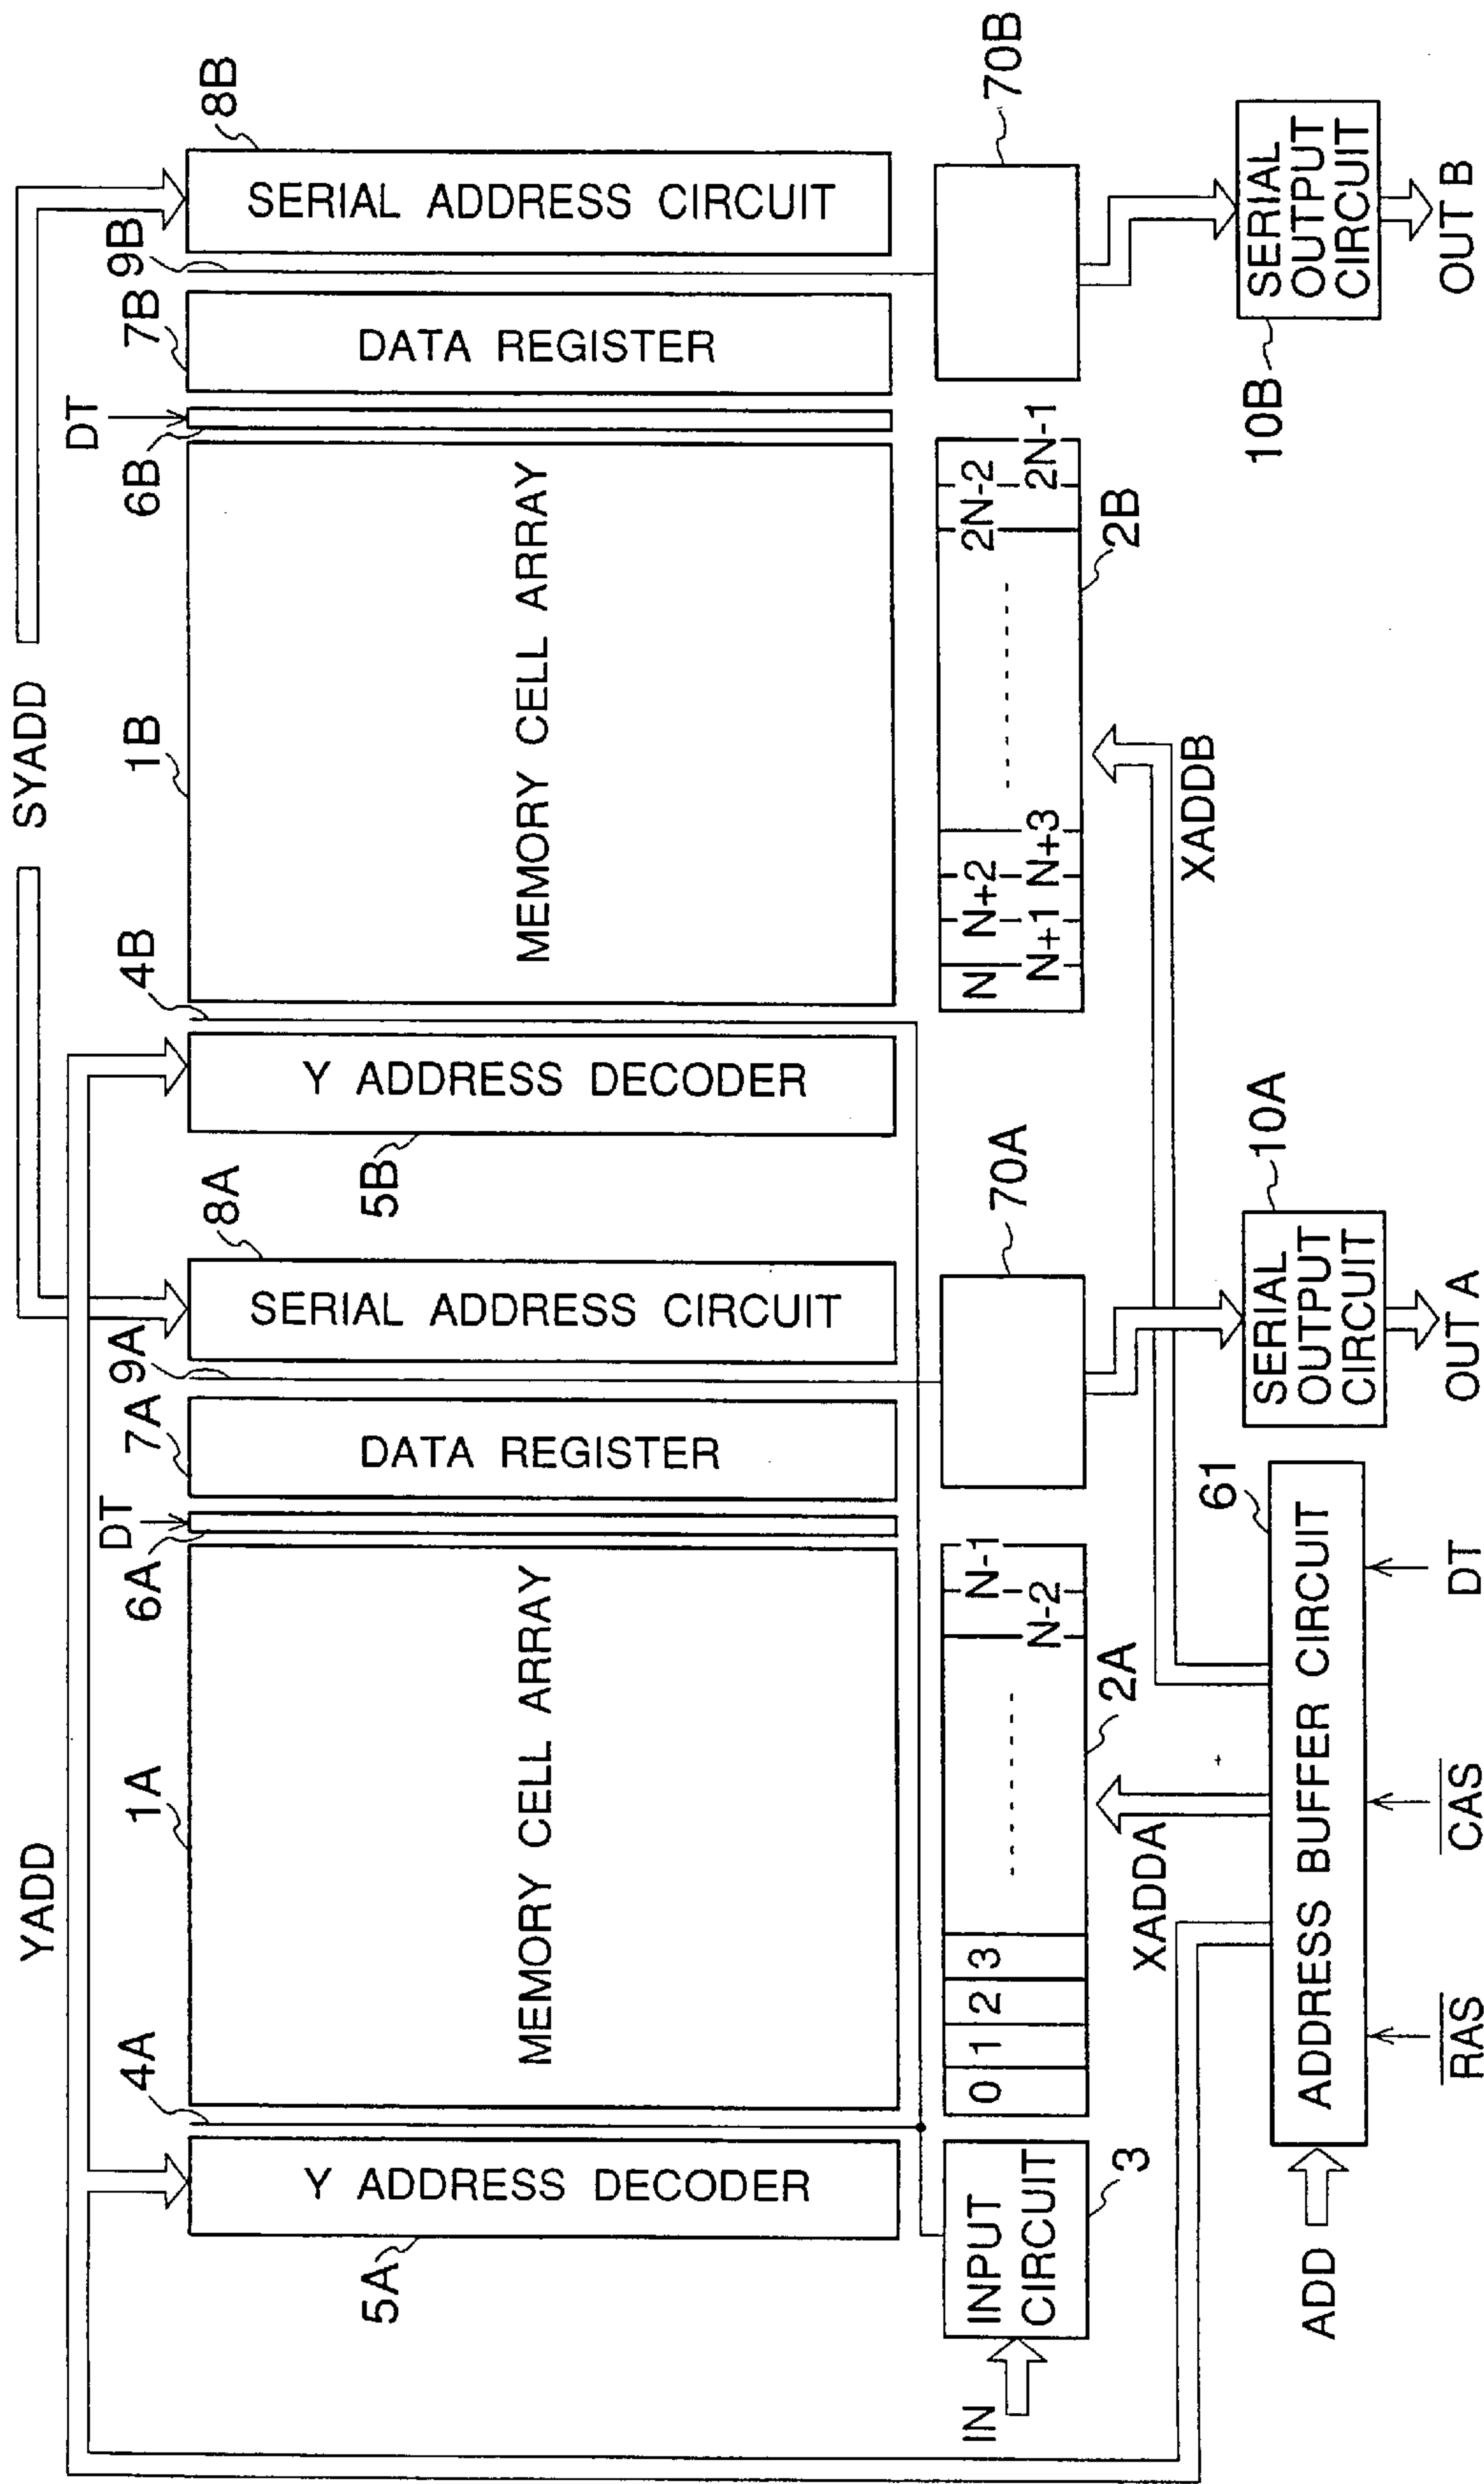 YADD
SYADD
4A
1A
DT
6A
7A
9A
8A
4B
1B
DT
6B
7B
9B
8B
Y ADDRESS DECODER
MEMORY CELL ARRAY
DATA REGISTER
SERIAL ADDRESS CIRCUIT
Y ADDRESS DECODER
MEMORY CELL ARRAY
DATA REGISTER
SERIAL ADDRESS CIRCUIT
5A
5B
IN
INPUT
CIRCUIT
3
0
1
2
3
N-2
N-1
2A
70A
N
N+1
N+2
N+3
2N-2
2N-1
2B
70B
XADDA
XADDB
ADD
ADDRESS BUFFER CIRCUIT
61
RAS
CAS
DT
SERIAL
OUTPUT
CIRCUIT
10A
OUT A
SERIAL
OUTPUT
CIRCUIT
10B
OUT B